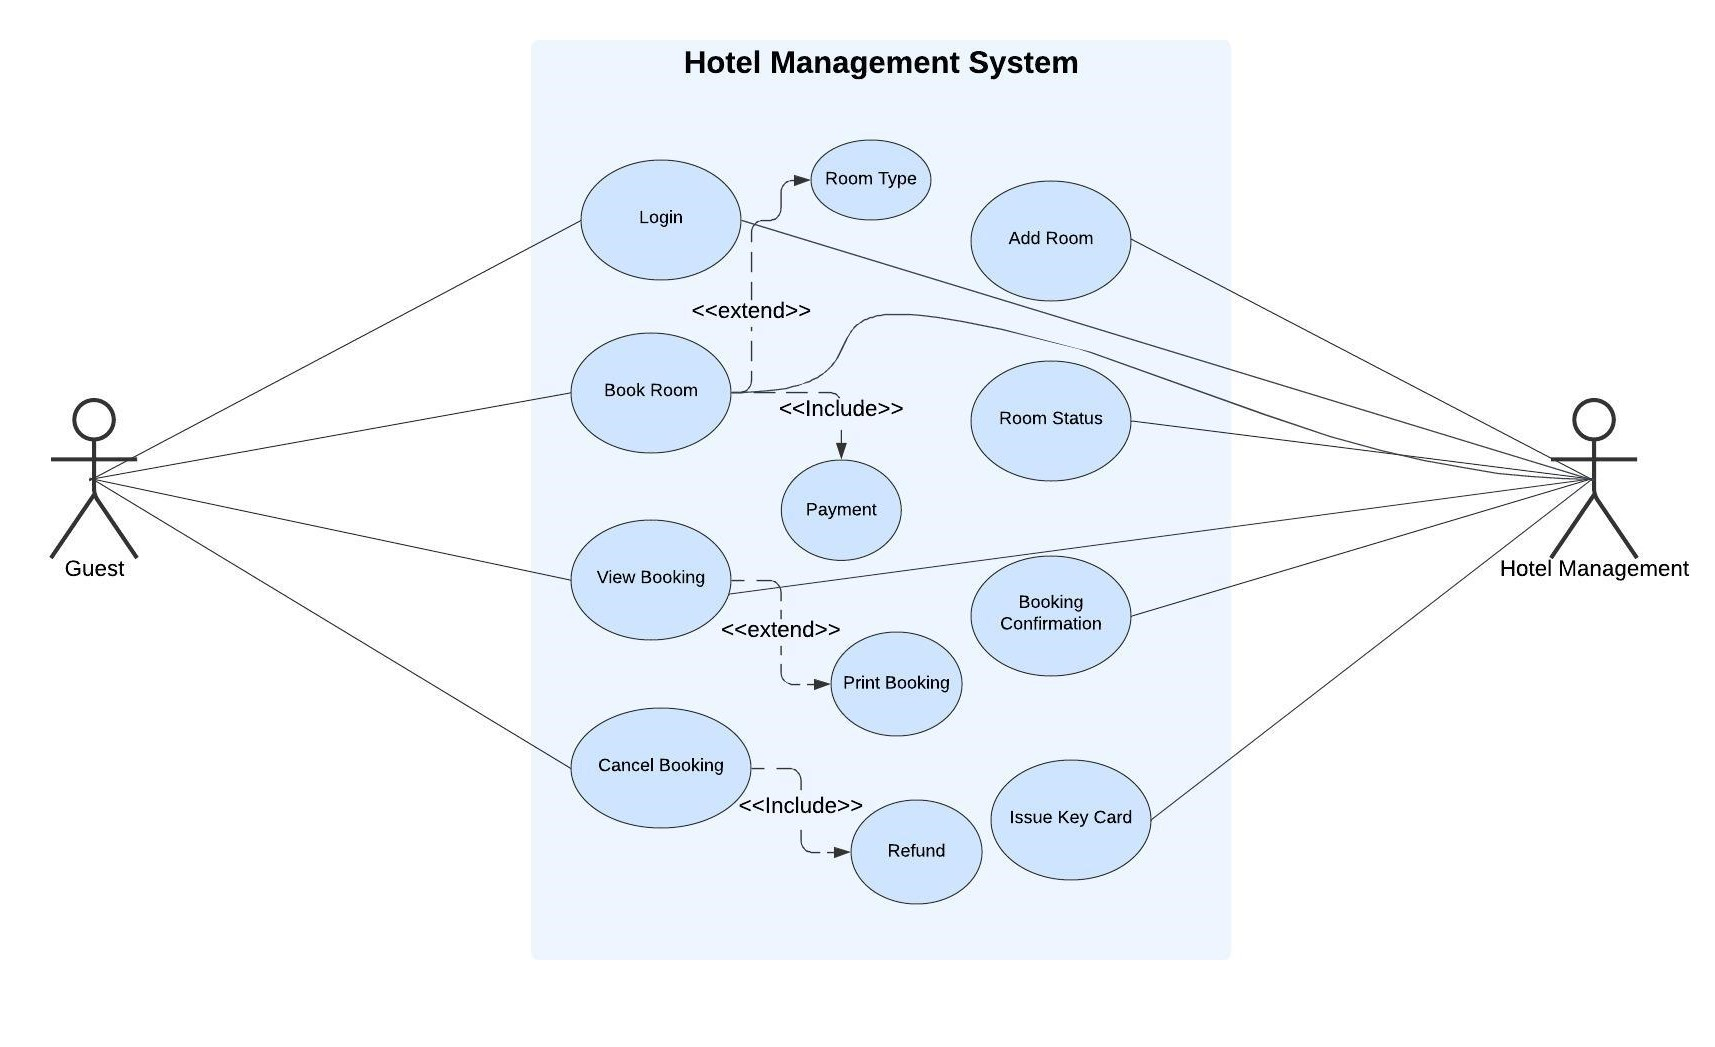 Hotel Management System
Room Type
Login
Add Room
<<extend>>
Book Room
<<Include>>
Room Status
Payment
Guest
Hotel Management
View Booking
Booking
Confirmation
<<extend>>
Print Booking
Cancel Booking
<<Include>>
Issue Key Card
Refund